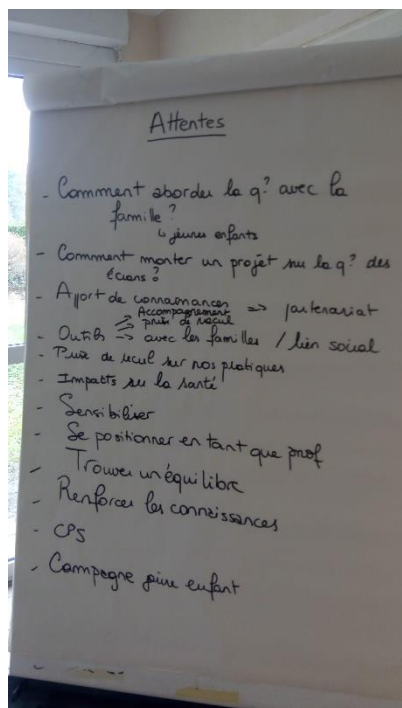 Attentes
- Comment aborder la q? avec la
famille ?
↳ jeunes enfants
- Comment monter un projet sur la q? des
écrans ?
- Apport de connaissances => partenariat
Accompagnement
prise de recul
- Outils -> avec les familles / lien social
- Prise de recul sur nos pratiques
- Impacts sur la santé
- Sensibiliser
- Se positionner en tant que prof
- Trouver un équilibre
- Renforcer les connaissances
- CPS
- Campagne enfant